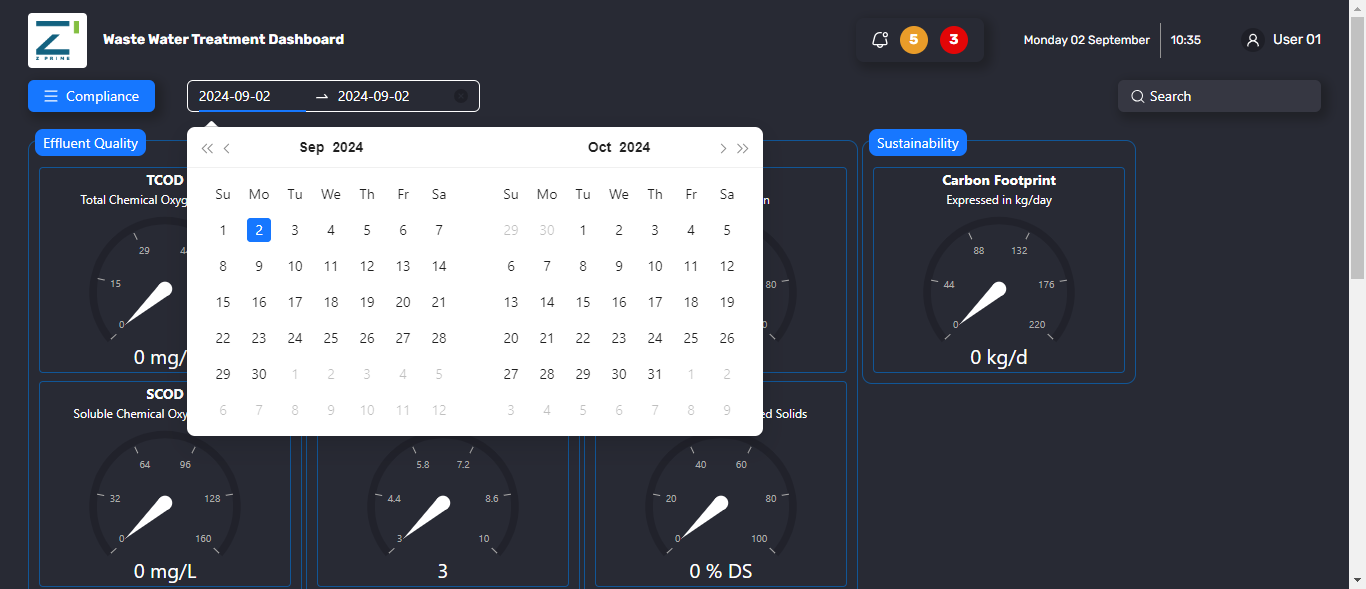 Z PRIME
Waste Water Treatment Dashboard
5
3
Monday 02 September
10:35
User 01
Compliance
2024-09-02
2024-09-02
Search
Effluent Quality
Sustainability
Sep 2024
Oct 2024
Su Mo Tu We Th Fr Sa
1 2 3 4 5 6 7
8 9 10 11 12 13 14
15 16 17 18 19 20 21
22 23 24 25 26 27 28
29 30 1 2 3 4 5
6 7 8 9 10 11 12
Su Mo Tu We Th Fr Sa
29 30 1 2 3 4 5
6 7 8 9 10 11 12
13 14 15 16 17 18 19
20 21 22 23 24 25 26
27 28 29 30 31 1 2
3 4 5 6 7 8 9
TCOD
Total Chemical Oxyg
0 15 29 4
0 mg/
n
80
0
Carbon Footprint
Expressed in kg/day
0 44 88 132 176 220
0 kg/d
SCOD
Soluble Chemical Oxy
0 32 64 96 128 160
0 mg/L
3 4.4 5.8 7.2 8.6 10
3
ed Solids
0 20 40 60 80 100
0 % DS